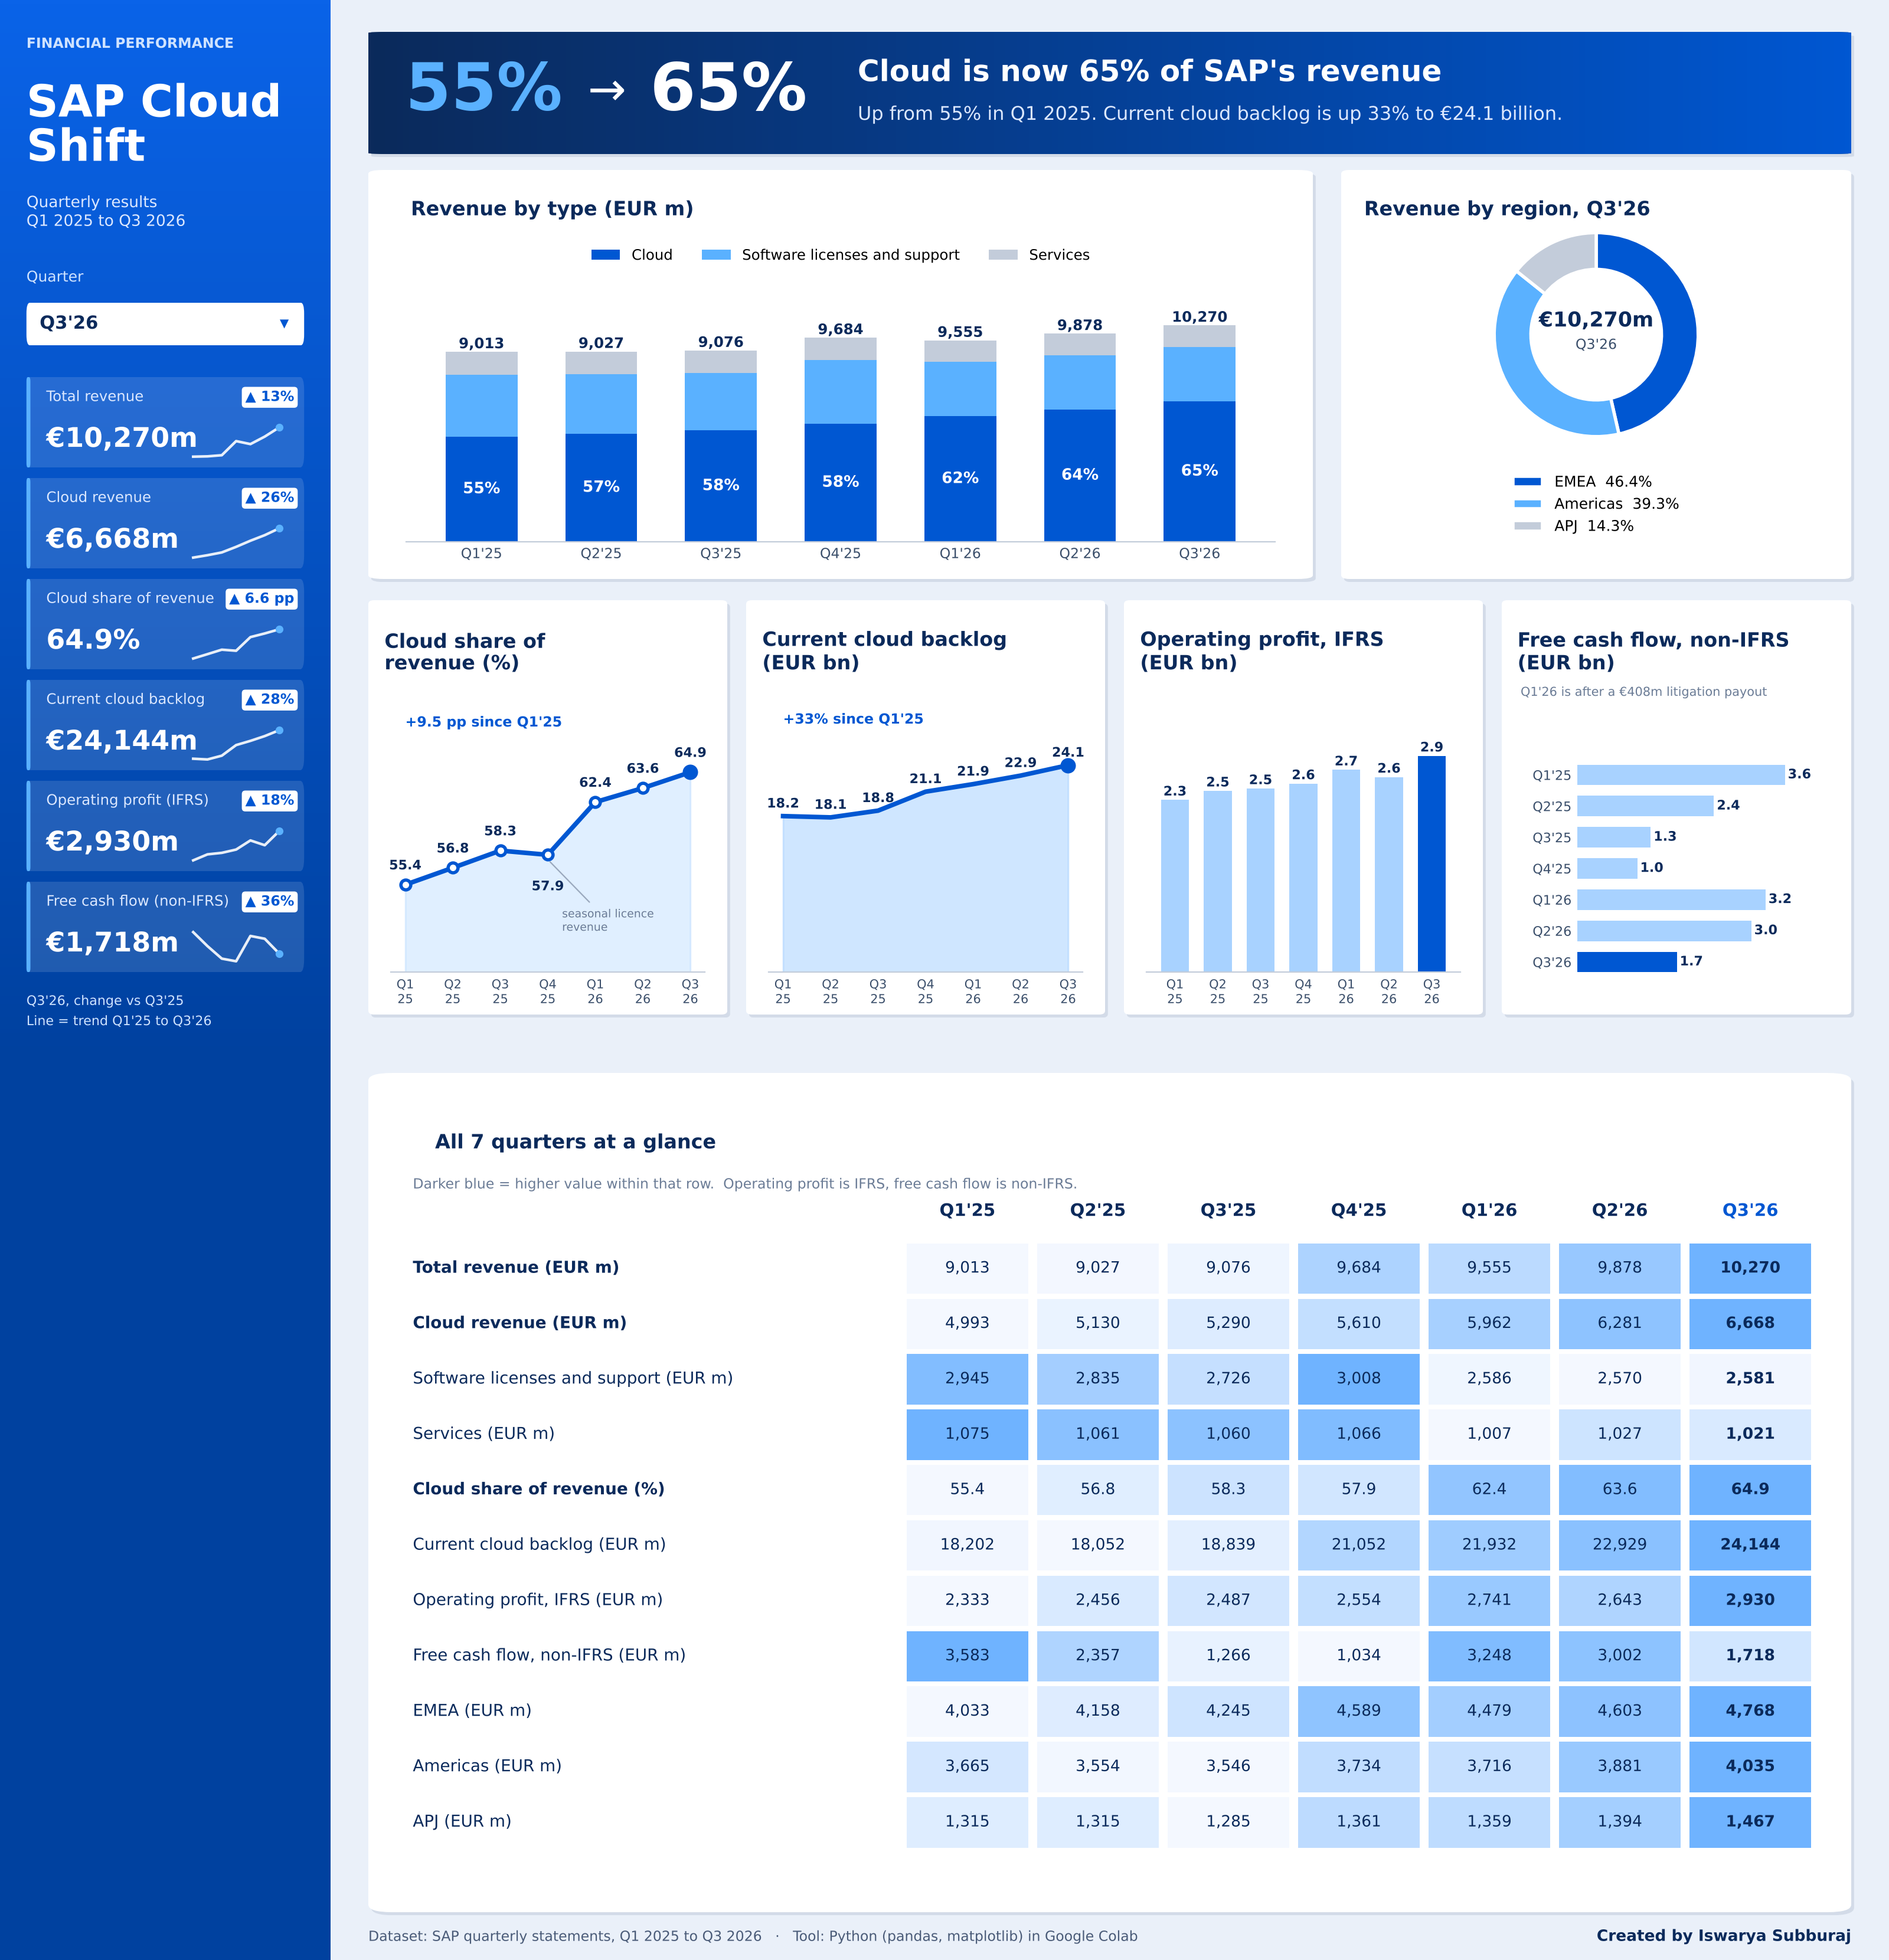 FINANCIAL PERFORMANCE
SAP Cloud
Shift
Quarterly results
Q1 2025 to Q3 2026
Quarter
Q3'26 ▼
Total revenue ▲ 13%
€10,270m
Cloud revenue ▲ 26%
€6,668m
Cloud share of revenue ▲ 6.6 pp
64.9%
Current cloud backlog ▲ 28%
€24,144m
Operating profit (IFRS) ▲ 18%
€2,930m
Free cash flow (non-IFRS) ▲ 36%
€1,718m
Q3'26, change vs Q3'25
Line = trend Q1'25 to Q3'26
55% → 65%
Cloud is now 65% of SAP's revenue
Up from 55% in Q1 2025. Current cloud backlog is up 33% to €24.1 billion.
Revenue by type (EUR m)
Cloud Software licenses and support Services
9,013 9,027 9,076 9,684 9,555 9,878 10,270
55% 57% 58% 58% 62% 64% 65%
Q1'25 Q2'25 Q3'25 Q4'25 Q1'26 Q2'26 Q3'26
Revenue by region, Q3'26
€10,270m
Q3'26
EMEA 46.4%
Americas 39.3%
APJ 14.3%
Cloud share of
revenue (%)
+9.5 pp since Q1'25
55.4 56.8 58.3 57.9 62.4 63.6 64.9
seasonal licence
revenue
Q1 Q2 Q3 Q4 Q1 Q2 Q3
25 25 25 25 26 26 26
Current cloud backlog
(EUR bn)
+33% since Q1'25
18.2 18.1 18.8 21.1 21.9 22.9 24.1
Q1 Q2 Q3 Q4 Q1 Q2 Q3
25 25 25 25 26 26 26
Operating profit, IFRS
(EUR bn)
2.3 2.5 2.5 2.6 2.7 2.6 2.9
Q1 Q2 Q3 Q4 Q1 Q2 Q3
25 25 25 25 26 26 26
Free cash flow, non-IFRS
(EUR bn)
Q1'26 is after a €408m litigation payout
Q1'25 3.6
Q2'25 2.4
Q3'25 1.3
Q4'25 1.0
Q1'26 3.2
Q2'26 3.0
Q3'26 1.7
All 7 quarters at a glance
Darker blue = higher value within that row. Operating profit is IFRS, free cash flow is non-IFRS.
Q1'25 Q2'25 Q3'25 Q4'25 Q1'26 Q2'26 Q3'26
Total revenue (EUR m) 9,013 9,027 9,076 9,684 9,555 9,878 10,270
Cloud revenue (EUR m) 4,993 5,130 5,290 5,610 5,962 6,281 6,668
Software licenses and support (EUR m) 2,945 2,835 2,726 3,008 2,586 2,570 2,581
Services (EUR m) 1,075 1,061 1,060 1,066 1,007 1,027 1,021
Cloud share of revenue (%) 55.4 56.8 58.3 57.9 62.4 63.6 64.9
Current cloud backlog (EUR m) 18,202 18,052 18,839 21,052 21,932 22,929 24,144
Operating profit, IFRS (EUR m) 2,333 2,456 2,487 2,554 2,741 2,643 2,930
Free cash flow, non-IFRS (EUR m) 3,583 2,357 1,266 1,034 3,248 3,002 1,718
EMEA (EUR m) 4,033 4,158 4,245 4,589 4,479 4,603 4,768
Americas (EUR m) 3,665 3,554 3,546 3,734 3,716 3,881 4,035
APJ (EUR m) 1,315 1,315 1,285 1,361 1,359 1,394 1,467
Dataset: SAP quarterly statements, Q1 2025 to Q3 2026 · Tool: Python (pandas, matplotlib) in Google Colab
Created by Iswarya Subburaj